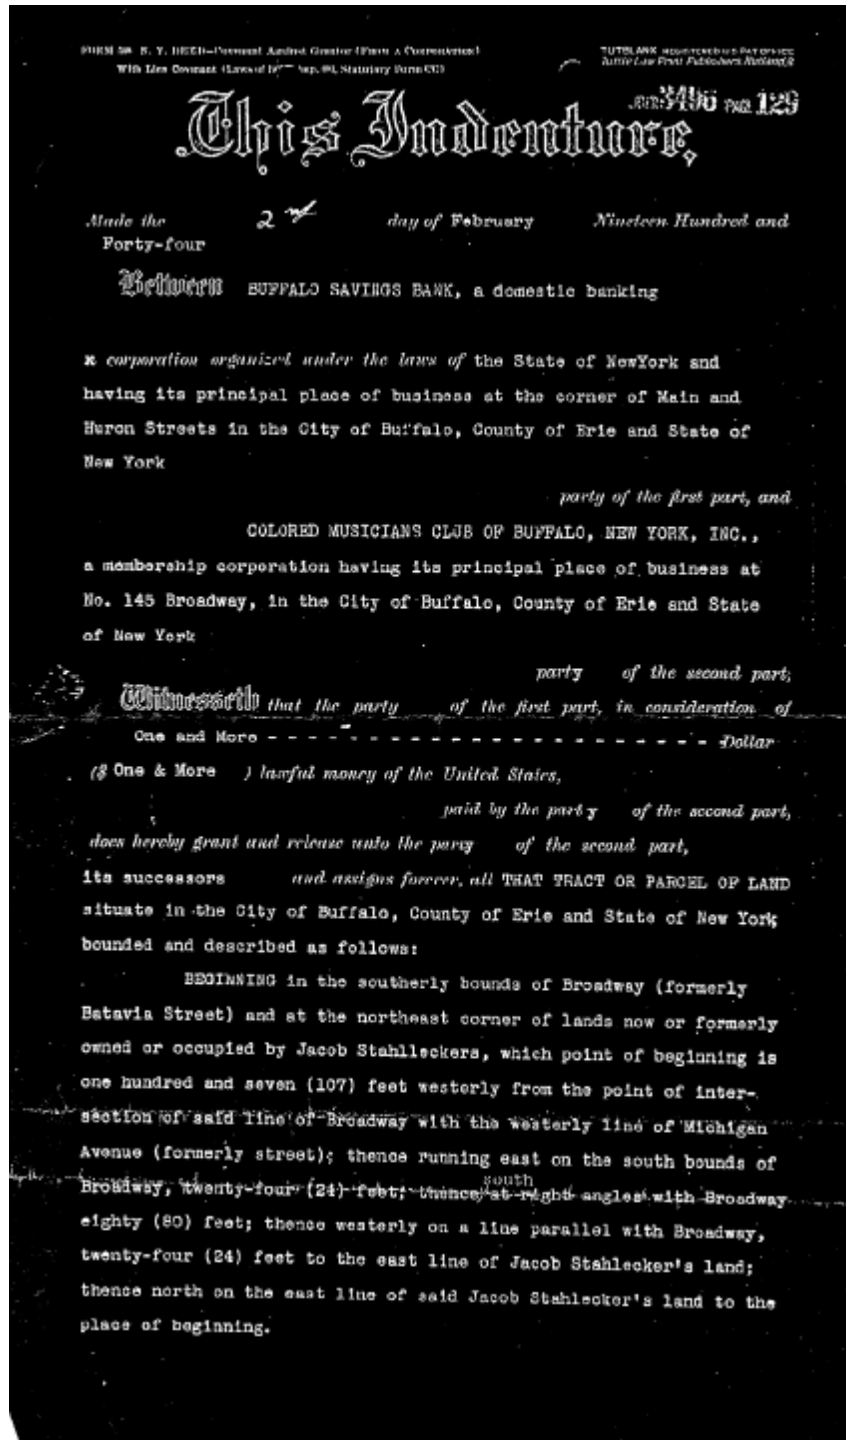 FORM 58 N. Y. DEED—Covenant Against Grantor (From a Corporation)
With Lien Covenant (Laws of Chap. Statutory Form CC)
TUTBLANX REGISTERED U.S. PAT. OFFICE
Tuttle Law Print Publishers Rutland, Vt
3496 PAGE 129
This Indenture,
Made the 2nd day of February Nineteen Hundred and
Forty-four
Between BUFFALO SAVINGS BANK, a domestic banking
x corporation organized under the laws of the State of NewYork and
having its principal place of business at the corner of Main and
Huron Streets in the City of Buffalo, County of Erie and State of
New York
party of the first part, and
COLORED MUSICIANS CLUB OF BUFFALO, NEW YORK, INC.,
a membership corporation having its principal place of business at
No. 145 Broadway, in the City of Buffalo, County of Erie and State
of New York
party of the second part,
Witnesseth that the party of the first part, in consideration of
One and More - - - - - - - - - - - - - - - - - - - - - - - - Dollar
($ One & More ) lawful money of the United States,
paid by the party of the second part,
does hereby grant and release unto the party of the second part,
its successors and assigns forever, all THAT TRACT OR PARCEL OF LAND
situate in the City of Buffalo, County of Erie and State of New York
bounded and described as follows:
BEGINNING in the southerly bounds of Broadway (formerly
Batavia Street) and at the northeast corner of lands now or formerly
owned or occupied by Jacob Stahlleckers, which point of beginning is
one hundred and seven (107) feet westerly from the point of inter-
section of said line of Broadway with the westerly line of Michigan
Avenue (formerly street); thence running east on the south bounds of
south
Broadway, twenty-four (24) feet; thence at right angles with Broadway
eighty (80) feet; thence westerly on a line parallel with Broadway,
twenty-four (24) feet to the east line of Jacob Stahlecker's land;
thence north on the east line of said Jacob Stahlecker's land to the
place of beginning.